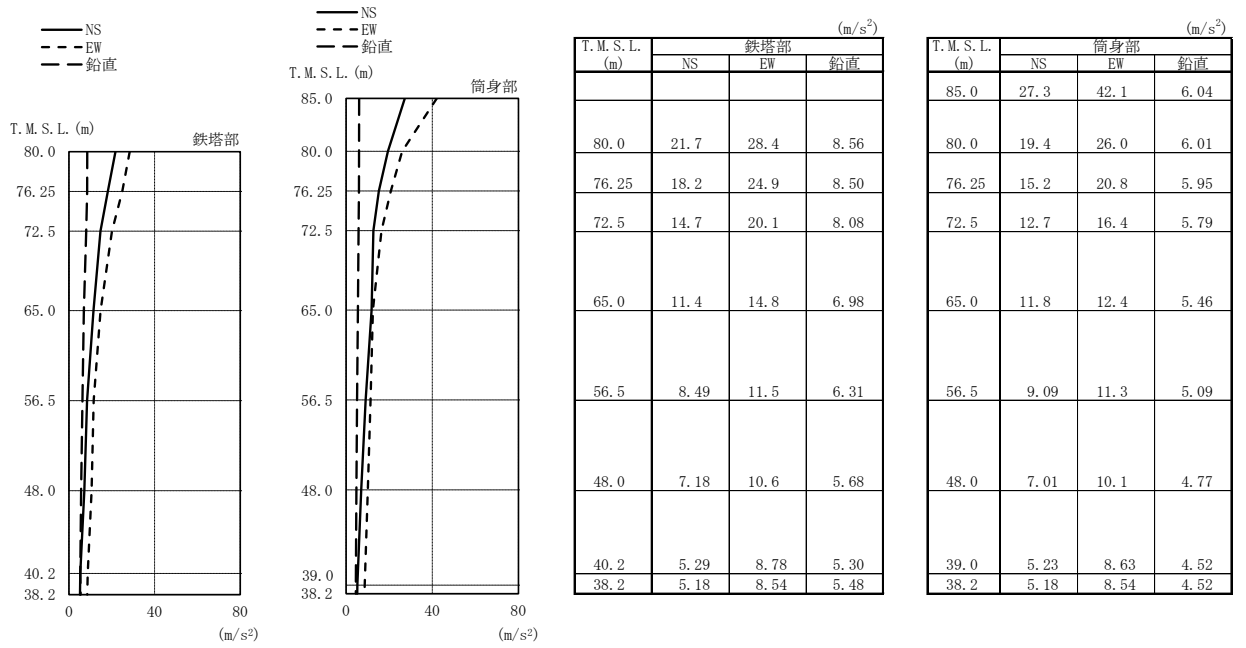 NS
EW
鉛直
T.M.S.L.(m)
鉄塔部
80.0
76.25
72.5
65.0
56.5
48.0
40.2
38.2
0 40 80
(m/s²)
NS
EW
鉛直
T.M.S.L.(m)
筒身部
85.0
80.0
76.25
72.5
65.0
56.5
48.0
39.0
38.2
0 40 80
(m/s²)
(m/s²)
T.M.S.L. 鉄塔部
(m) NS EW 鉛直
80.0 21.7 28.4 8.56
76.25 18.2 24.9 8.50
72.5 14.7 20.1 8.08
65.0 11.4 14.8 6.98
56.5 8.49 11.5 6.31
48.0 7.18 10.6 5.68
40.2 5.29 8.78 5.30
38.2 5.18 8.54 5.48
(m/s²)
T.M.S.L. 筒身部
(m) NS EW 鉛直
85.0 27.3 42.1 6.04
80.0 19.4 26.0 6.01
76.25 15.2 20.8 5.95
72.5 12.7 16.4 5.79
65.0 11.8 12.4 5.46
56.5 9.09 11.3 5.09
48.0 7.01 10.1 4.77
39.0 5.23 8.63 4.52
38.2 5.18 8.54 4.52